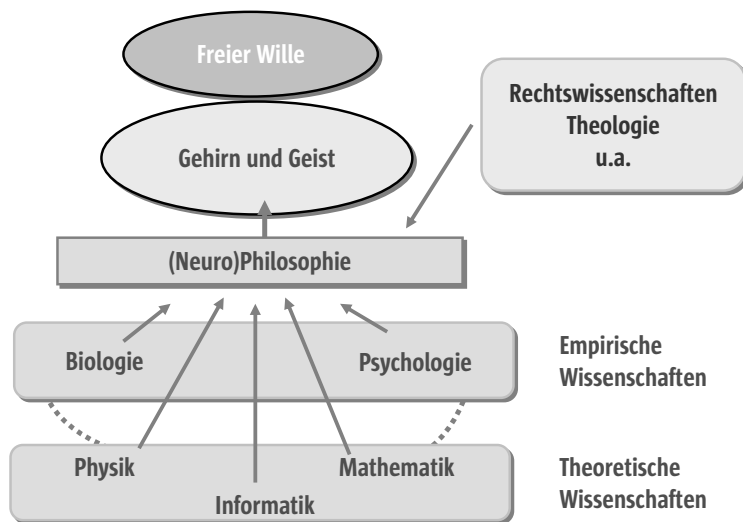 Freier Wille
Rechtswissenschaften
Theologie
u.a.
Gehirn und Geist
(Neuro)Philosophie
Biologie
Psychologie
Empirische
Wissenschaften
Physik
Mathematik
Informatik
Theoretische
Wissenschaften